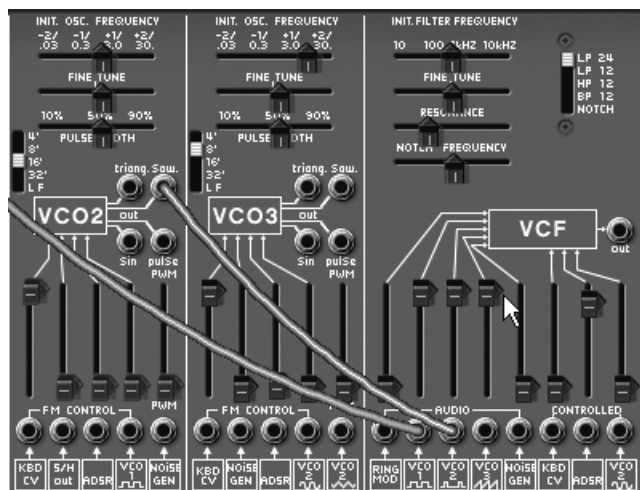 INIT. OSC. FREQUENCY
-2/ -1/ +1/ +2/
.03 0.3 3.0 30.
FINE TUNE
10% 50% 90%
4'
8'
16'
32'
LF
triang. Saw.
VCO2
out
Sin pulse
PWM
PWM
FM CONTROL
KBD CV
S/H out
ADSR
VCO 1
NOISE GEN
INIT. OSC. FREQUENCY
-2/ -1/ +1/ +2/
.03 0.3 3.0 30.
FINE TUNE
10% 50% 90%
4'
8'
16'
32'
LF
triang. Saw.
VCO3
out
Sin pulse
PWM
FM CONTROL
KBD CV
NOISE GEN
ADSR
VCO 2
VCO 2
INIT. FILTER FREQUENCY
10 100 10kHZ
FINE TUNE
NOTCH FREQUENCY
LP 24
LP 12
HP 12
BP 12
NOTCH
VCF
out
AUDIO
CONTROLLED
RING MOD
VCO 1
VCO 2
VCO 3
NOISE GEN
KBD CV
ADSR
VCO 2